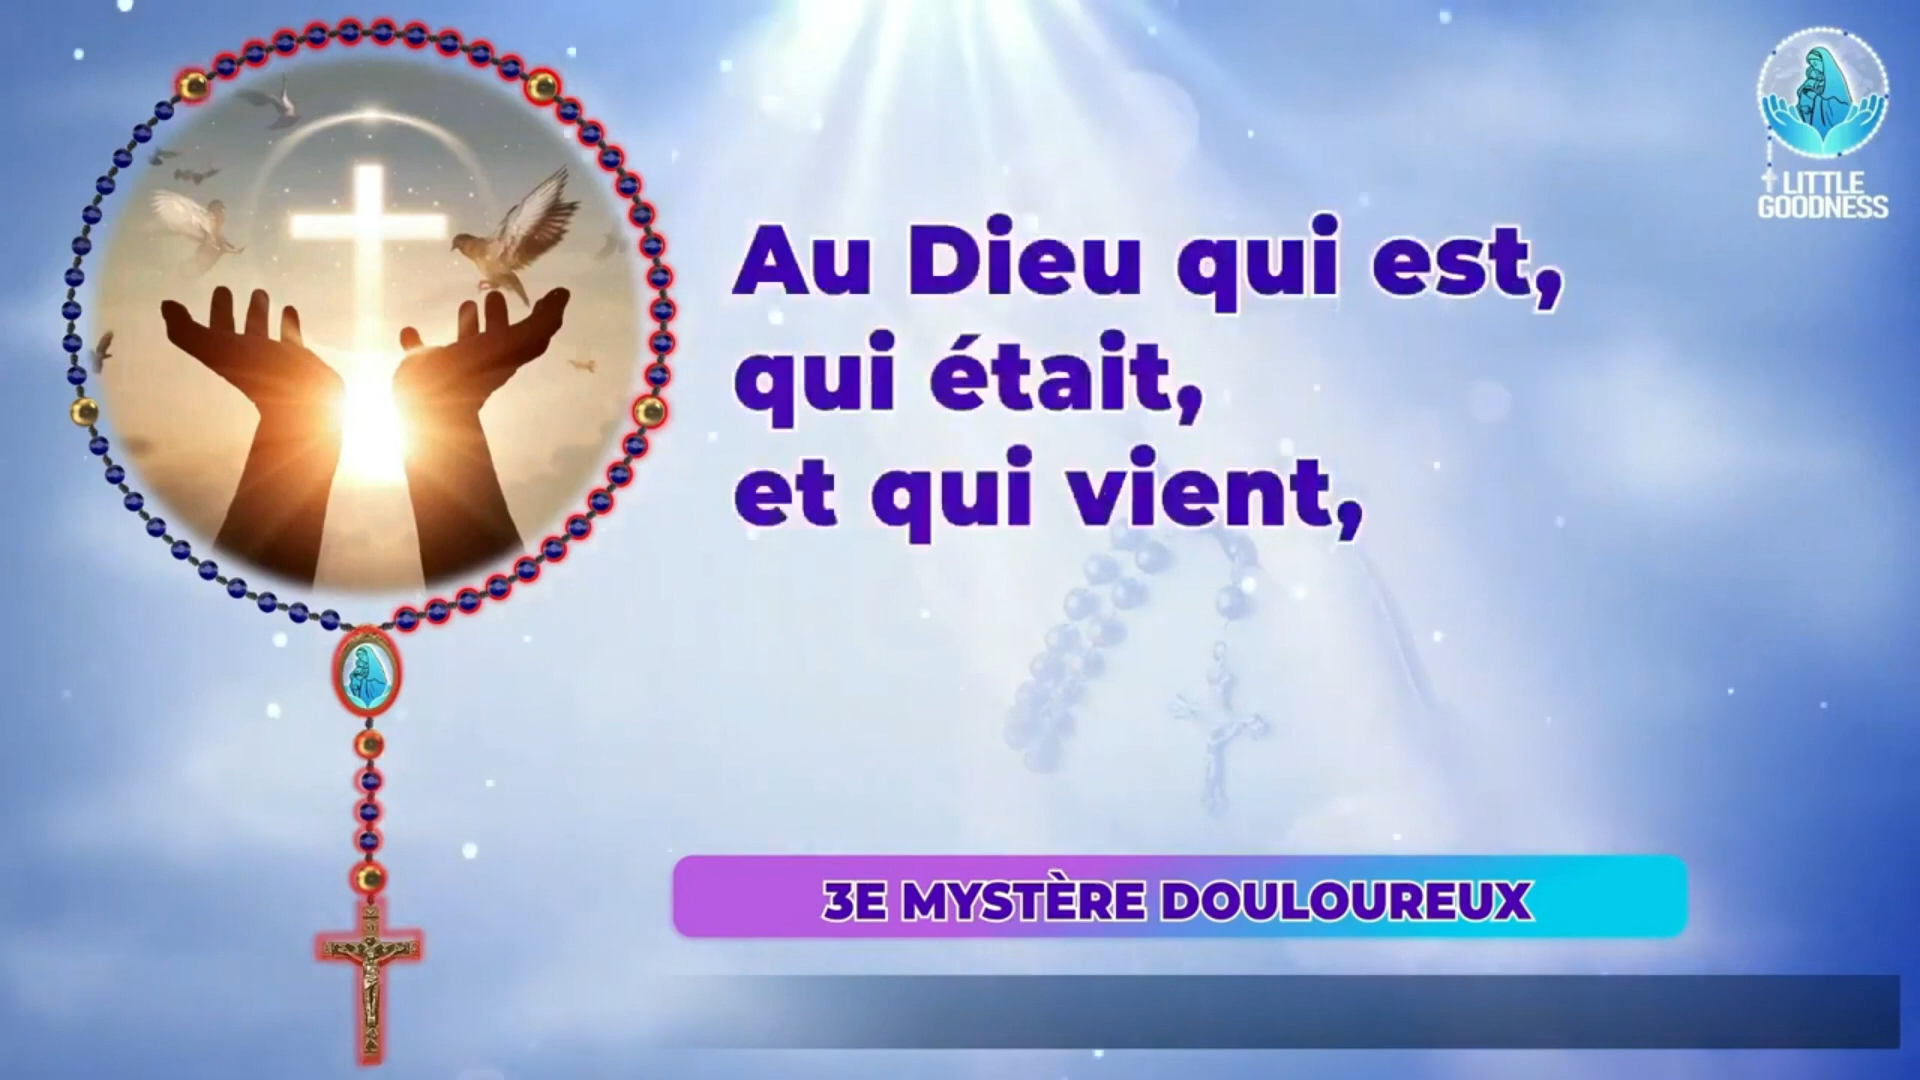 LITTLE
GOODNESS
Au Dieu qui est,
qui était,
et qui vient,
3E MYSTÈRE DOULOUREUX